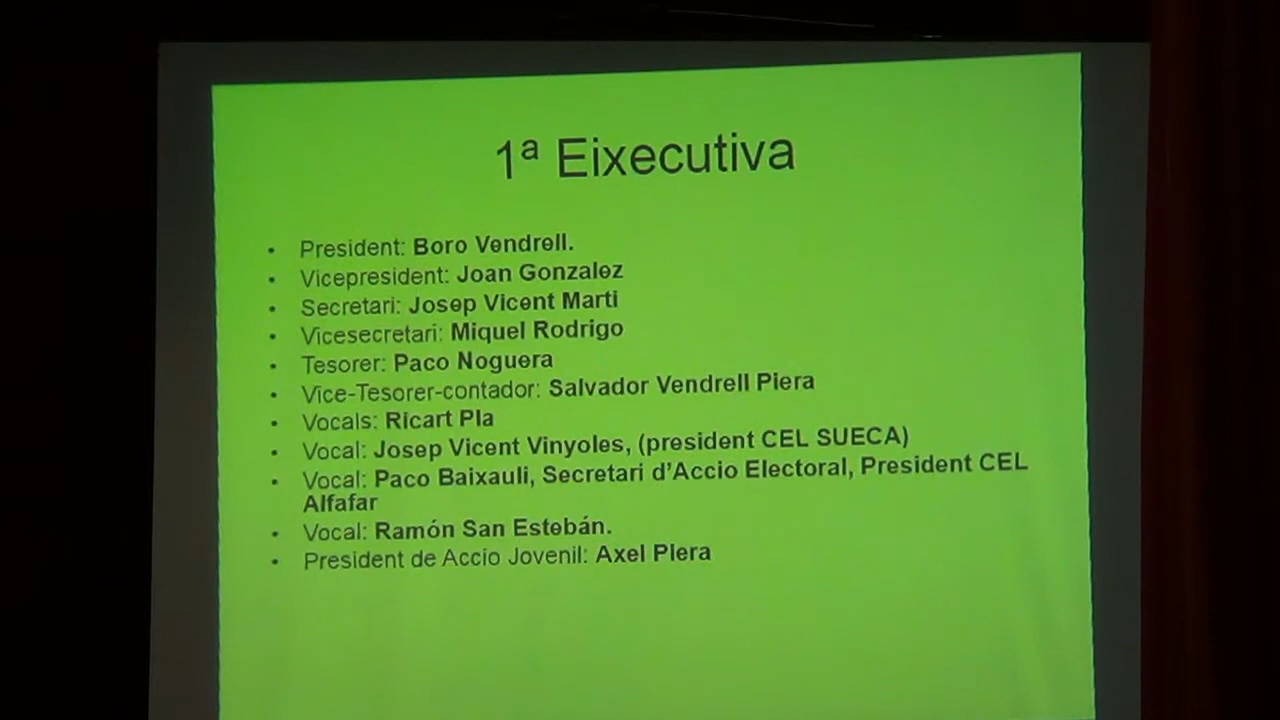 1ª Eixecutiva
• President: Boro Vendrell.
• Vicepresident: Joan Gonzalez
• Secretari: Josep Vicent Marti
• Vicesecretari: Miquel Rodrigo
• Tesorer: Paco Noguera
• Vice-Tesorer-contador: Salvador Vendrell Piera
• Vocals: Ricart Pla
• Vocal: Josep Vicent Vinyoles, (president CEL SUECA)
• Vocal: Paco Baixauli, Secretari d’Accio Electoral, President CEL
Alfafar
• Vocal: Ramón San Estebán.
• President de Accio Jovenil: Axel Piera